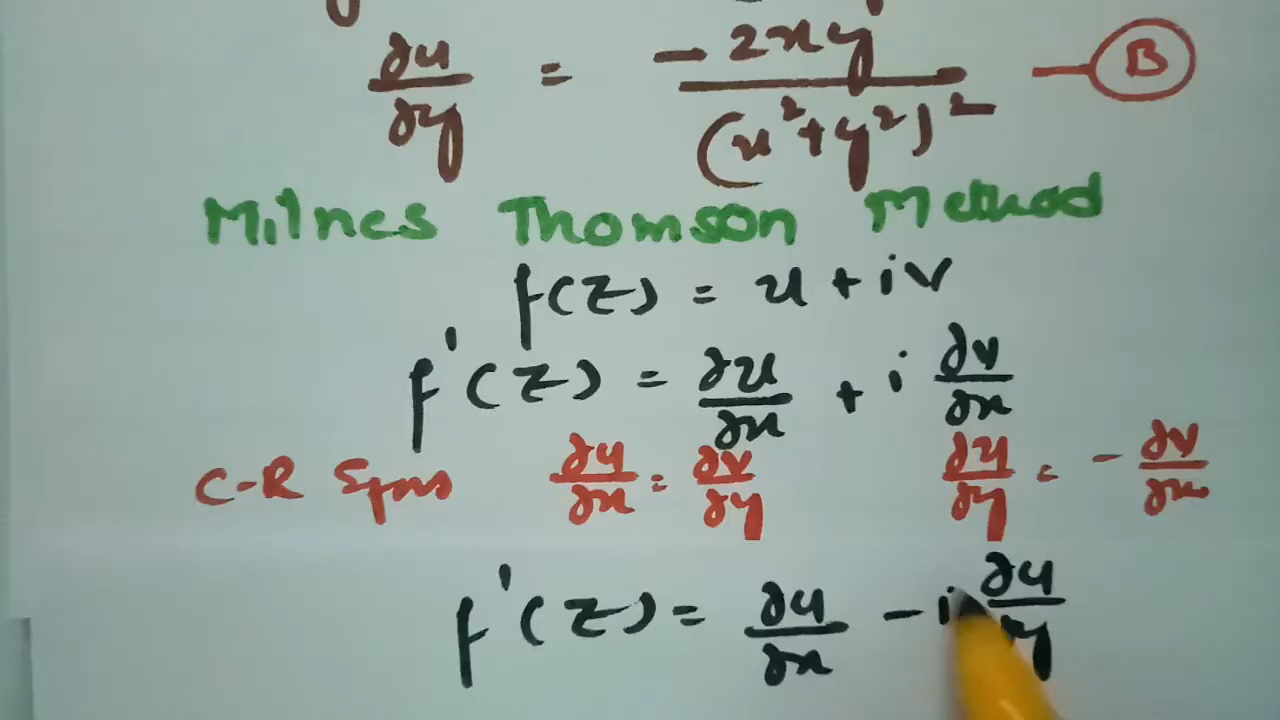 ∂u/∂y = -2xy/(x²+y²)² — B
Milnes Thomson Method
f(z) = u + iv
f'(z) = ∂u/∂x + i ∂v/∂x
C-R Eqns ∂u/∂x = ∂v/∂y ∂u/∂y = - ∂v/∂x
f'(z) = ∂u/∂x - i ∂u/∂y